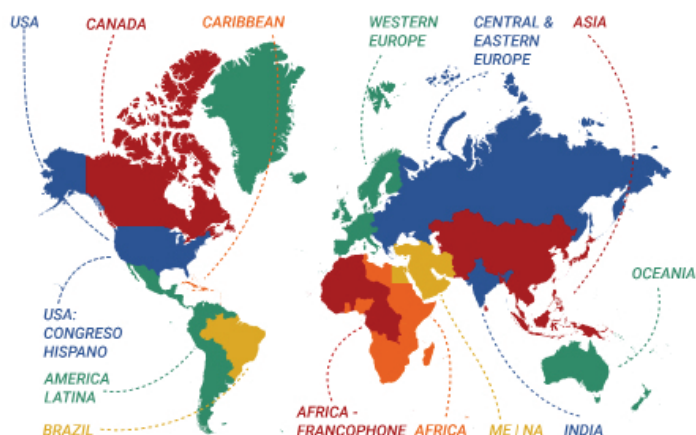 USA
CANADA
CARIBBEAN
WESTERN
EUROPE
CENTRAL &
EASTERN
EUROPE
ASIA
OCEANIA
USA:
CONGRESO
HISPANO
AMERICA
LATINA
BRAZIL
AFRICA -
FRANCOPHONE
AFRICA
ME | NA
INDIA